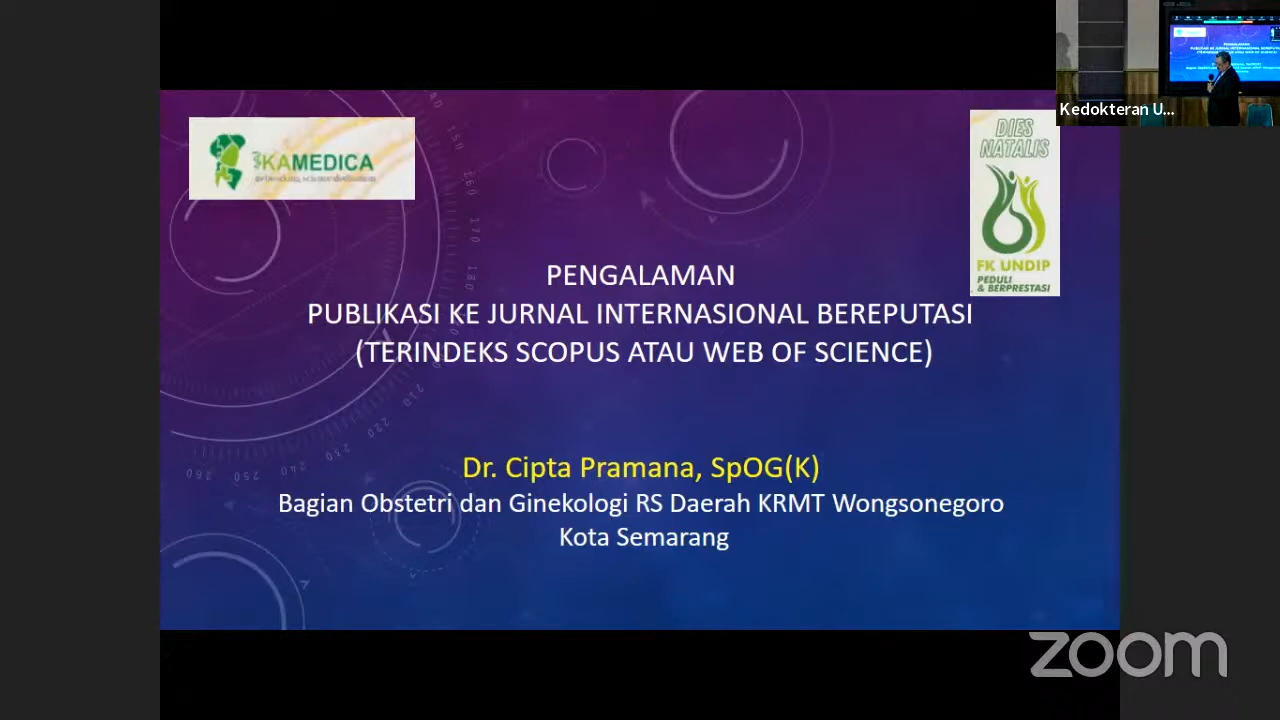 KAMEDICA
DIES
NATALIS
FK UNDIP
PEDULI
& BERPRESTASI
Kedokteran U...
PENGALAMAN
PUBLIKASI KE JURNAL INTERNASIONAL BEREPUTASI
(TERINDEKS SCOPUS ATAU WEB OF SCIENCE)
Dr. Cipta Pramana, SpOG(K)
Bagian Obstetri dan Ginekologi RS Daerah KRMT Wongsonegoro
Kota Semarang
zoom